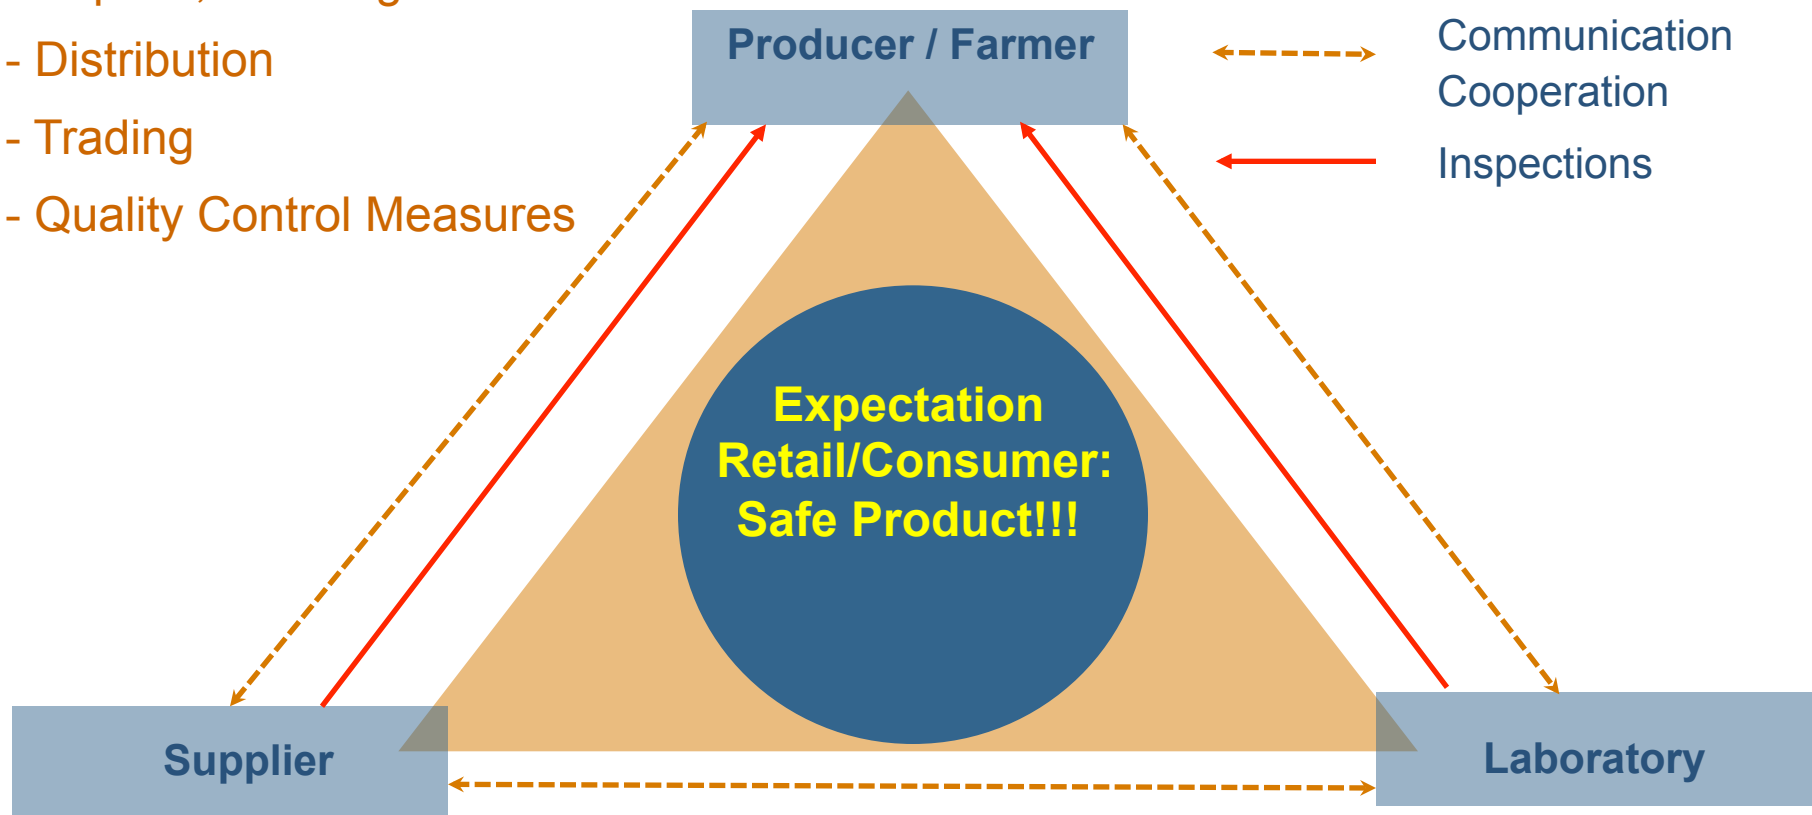 - Distribution
- Trading
- Quality Control Measures
Producer / Farmer
Communication
Cooperation
Inspections
Expectation
Retail/Consumer:
Safe Product!!!
Supplier
Laboratory